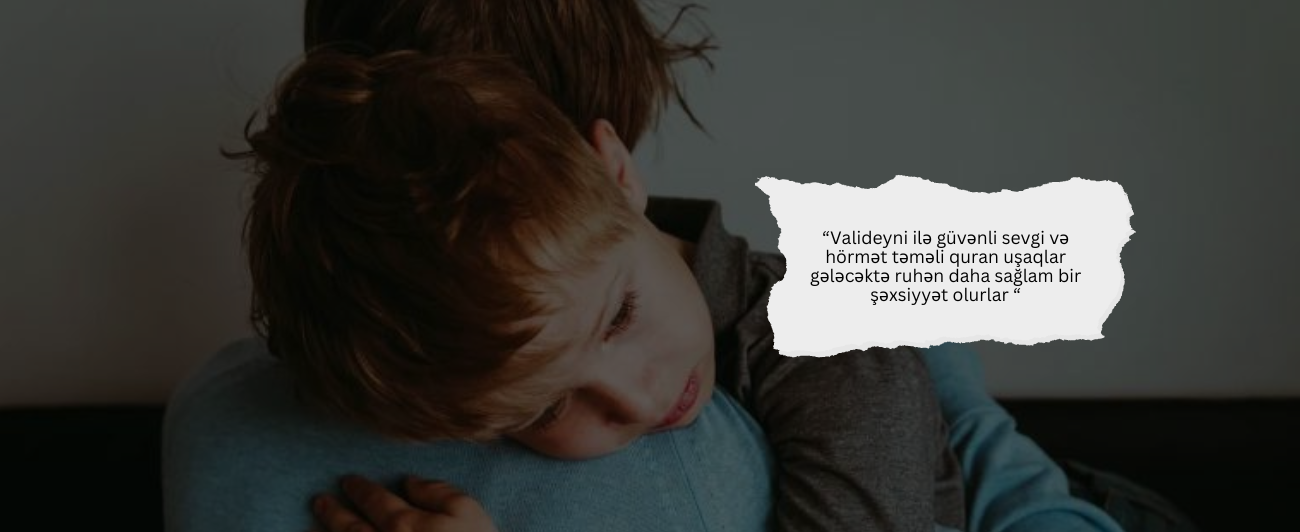 “Valideyni ilə güvənli sevgi və
hörmət təməli quran uşaqlar
gələcəktə ruhən daha sağlam bir
şəxsiyyət olurlar “